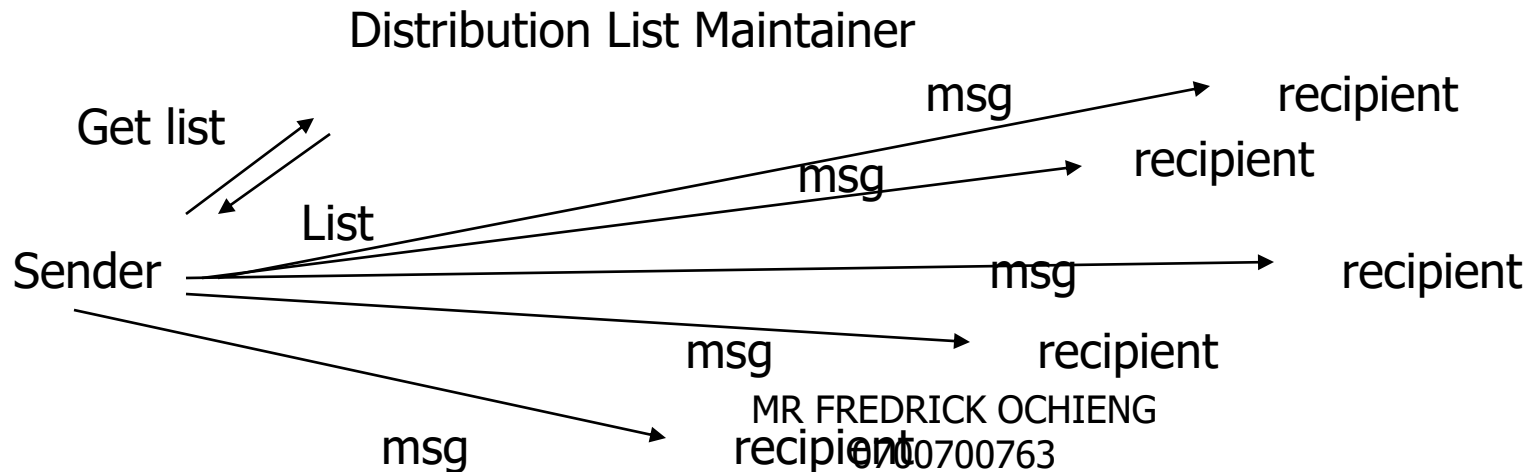 Distribution List Maintainer
msg
recipient
Get list
recipient
msg
List
Sender
msg
recipient
msg
recipient
MR FREDRICK OCHIENG
msg
recipient
0700700763